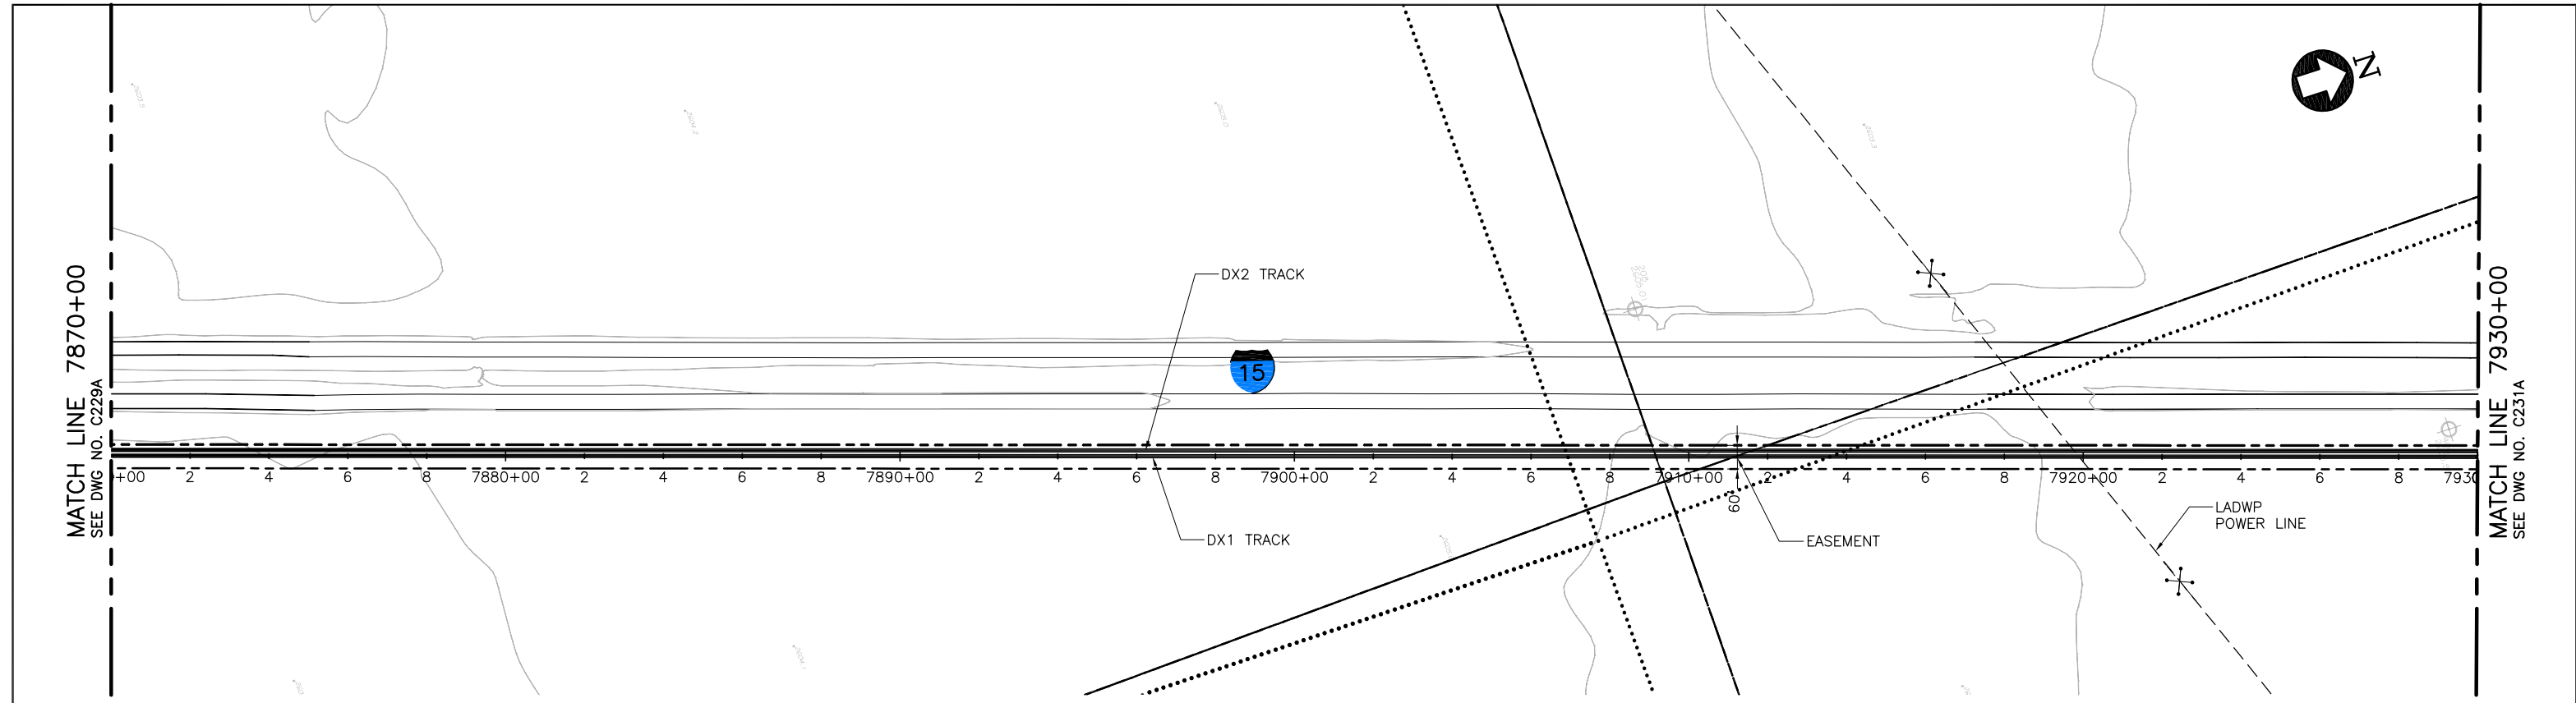 N
MATCH LINE 7870+00
SEE DWG NO. C229A
DX2 TRACK
15
+00 2 4 6 8 7880+00 2 4 6 8 7890+00 2 4 6 8 7900+00 2 4 6 8 7910+00 2 4 6 8 7920+00 2 4 6 8 7930
60'
DX1 TRACK
EASEMENT
LADWP
POWER LINE
MATCH LINE 7930+00
SEE DWG NO. C231A